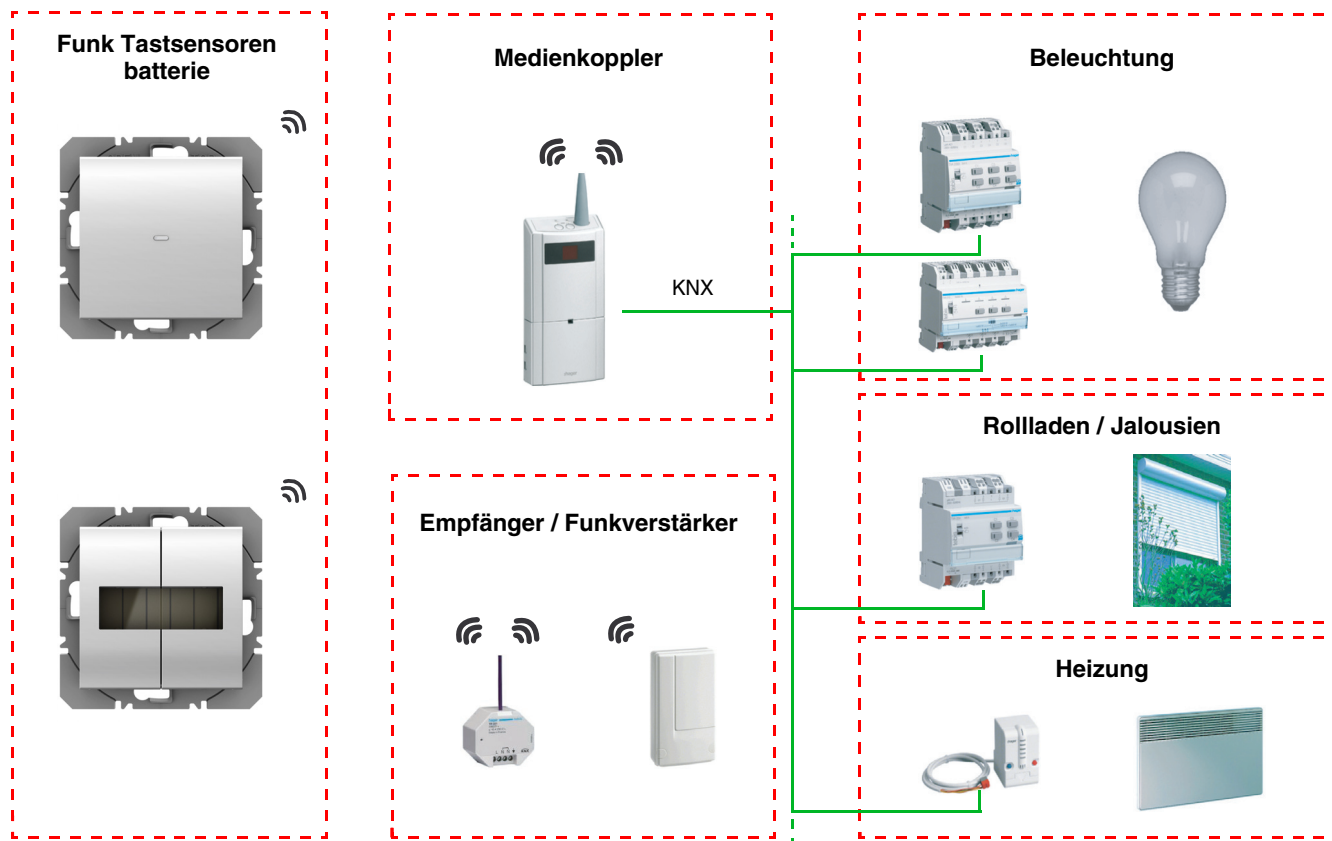 Funk Tastsensoren
batterie
Medienkoppler
KNX
Empfänger / Funkverstärker
Beleuchtung
Rollladen / Jalousien
Heizung